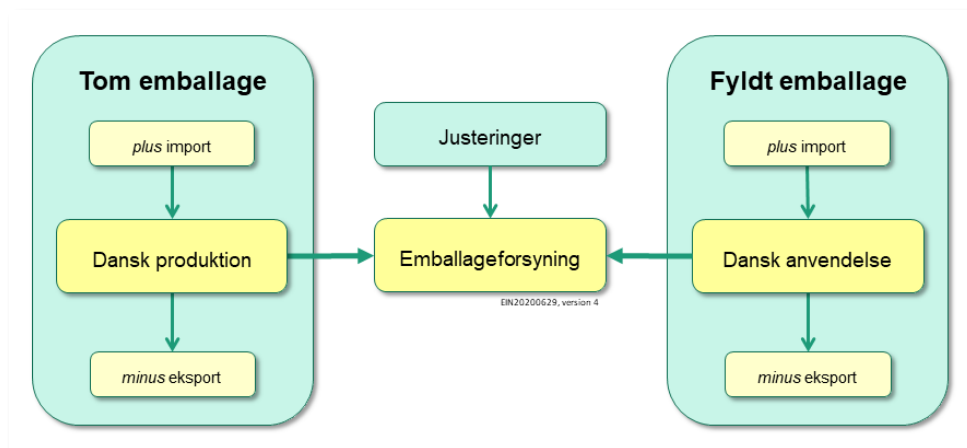 Tom emballage
plus import
Dansk produktion
minus eksport
Justeringer
Emballageforsyning
EIN20200629, version 4
Fyldt emballage
plus import
Dansk anvendelse
minus eksport